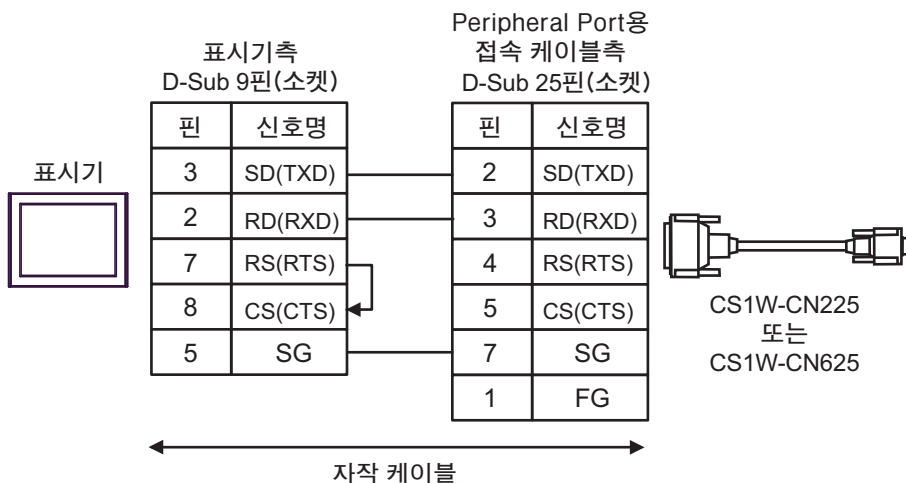 표시기측
D-Sub 9핀(소켓)
Peripheral Port용
접속 케이블측
D-Sub 25핀(소켓)
표시기
핀 신호명
3 SD(TXD)
2 RD(RXD)
7 RS(RTS)
8 CS(CTS)
5 SG
핀 신호명
2 SD(TXD)
3 RD(RXD)
4 RS(RTS)
5 CS(CTS)
7 SG
1 FG
CS1W-CN225
또는
CS1W-CN625
자작 케이블